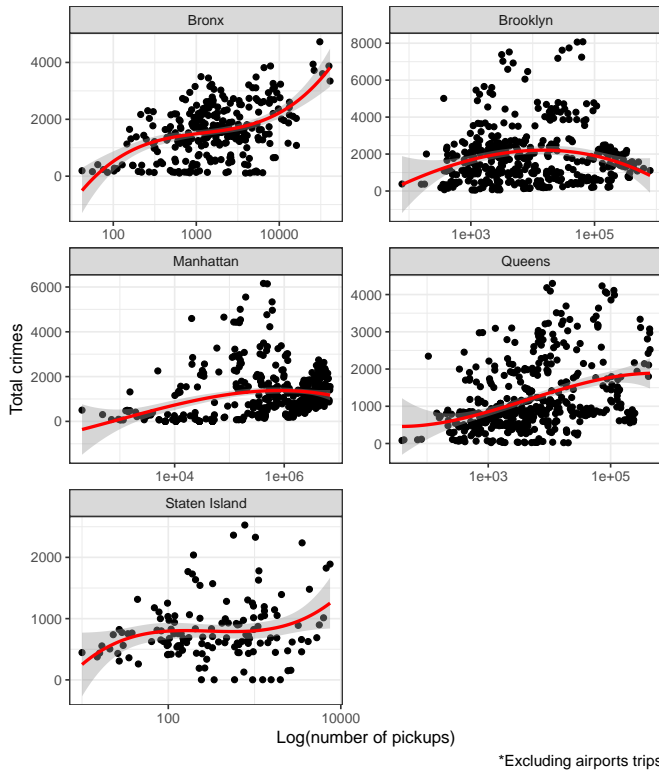 Bronx
Brooklyn
4000
2000
0
100
10000
8000
6000
4000
2000
0
1e+03
1e+05
Manhattan
Queens
6000
4000
2000
0
1e+04
1e+06
4000
3000
2000
1000
0
1e+03
1e+05
Staten Island
2000
1000
0
100
10000
Total crimes
Log(number of pickups)
*Excluding airports trips